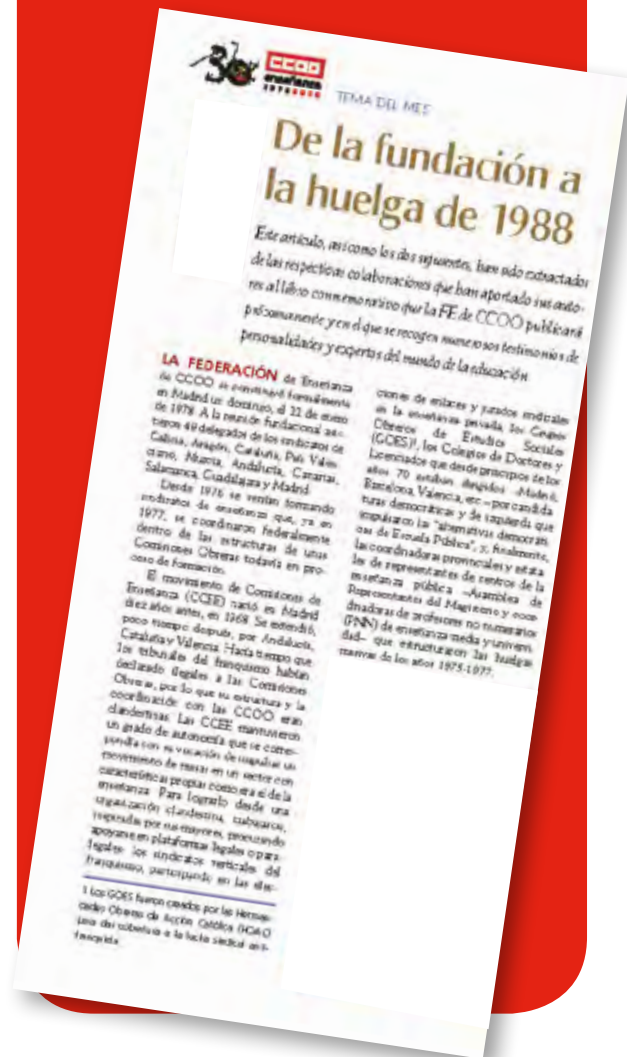 CCOO
enseñanza
TEMA DEL MES
De la fundación a
la huelga de 1988
Este artículo, así como los dos siguientes, han sido extractados
de las respectivas colaboraciones que han aportado sus auto-
res al libro conmemorativo que la FE de CCOO publicará
próximamente y en el que se recogen numerosos testimonios de
personalidades y expertos del mundo de la educación
LA FEDERACIÓN de Enseñanza
de CCOO se constituyó formalmente
en Madrid un domingo, el 22 de enero
de 1978. A la reunión fundacional asis-
tieron 49 delegados de los sindicatos de
Galicia, Aragón, Cataluña, País Valen-
ciano, Murcia, Andalucía, Canarias,
Salamanca, Guadalajara y Madrid.
Desde 1976 se venían formando
sindicatos de enseñanza que, ya en
1977, se coordinaron federalmente
dentro de las estructuras de unas
Comisiones Obreras todavía en pro-
ceso de formación.
El movimiento de Comisiones de
Enseñanza (CCEE) nació en Madrid
diez años antes, en 1968. Se extendió,
poco tiempo después, por Andalucía,
Cataluña y Valencia. Hacía tiempo que
los tribunales del franquismo habían
declarado ilegales a las Comisiones
Obreras, por lo que su estructura y la
coordinación con las CCOO eran
clandestinas. Las CCEE mantuvieron
un grado de autonomía que se corres-
pondía con su vocación de impulsar un
movimiento de masas en un sector con
características propias como era el de la
enseñanza. Para lograrlo desde una
organización clandestina, trabajaron,
inspiradas por sus mayores, procurando
apoyarse en plataformas legales o para-
legales: los sindicatos verticales del
franquismo, participando en las elec-
ciones de enlaces y jurados sindicales
en la enseñanza privada, los Grupos
Obreros de Estudios Sociales
(GOES)¹, los Colegios de Doctores y
Licenciados que desde principios de los
años 70 estaban dirigidos –Madrid,
Barcelona, Valencia, etc.– por candida-
turas democráticas y de izquierda que
impulsaron las "alternativas democráti-
cas de Escuela Pública", y, finalmente,
las coordinadoras provinciales y estata-
les de representantes de centros de la
enseñanza pública –Asamblea de
Representantes del Magisterio y coor-
dinadoras de profesores no numerarios
(PNN) de enseñanza media y universi-
dad– que estructuraron las huelgas
masivas de los años 1975-1977.
1 Los GOES fueron creados por las Herman-
dades Obreras de Acción Católica (HOAC)
para dar cobertura a la lucha sindical anti-
franquista